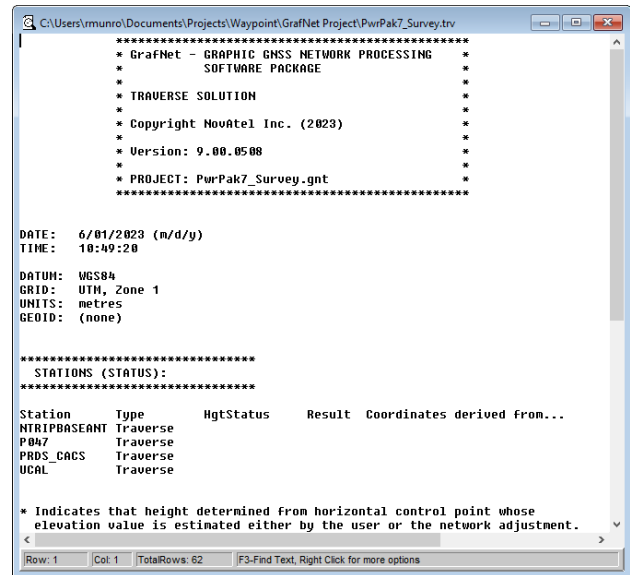 C:\Users\rmunro\Documents\Projects\Waypoint\GrafNet Project\PwrPak7_Survey.trv
************************************************
* GrafNet - GRAPHIC GNSS NETWORK PROCESSING *
* SOFTWARE PACKAGE *
* *
* TRAVERSE SOLUTION *
* *
* Copyright NovAtel Inc. (2023) *
* *
* Version: 9.00.0508 *
* *
* PROJECT: PwrPak7_Survey.gnt *
************************************************
DATE: 6/01/2023 (m/d/y)
TIME: 10:49:20
DATUM: WGS84
GRID: UTM, Zone 1
UNITS: metres
GEOID: (none)
********************************
STATIONS (STATUS):
********************************
Station Type HgtStatus Result Coordinates derived from...
NTRIPBASEANT Traverse
P047 Traverse
PRDS_CACS Traverse
UCAL Traverse
* Indicates that height determined from horizontal control point whose
elevation value is estimated either by the user or the network adjustment.
Row: 1 Col: 1 TotalRows: 62 F3-Find Text, Right Click for more options